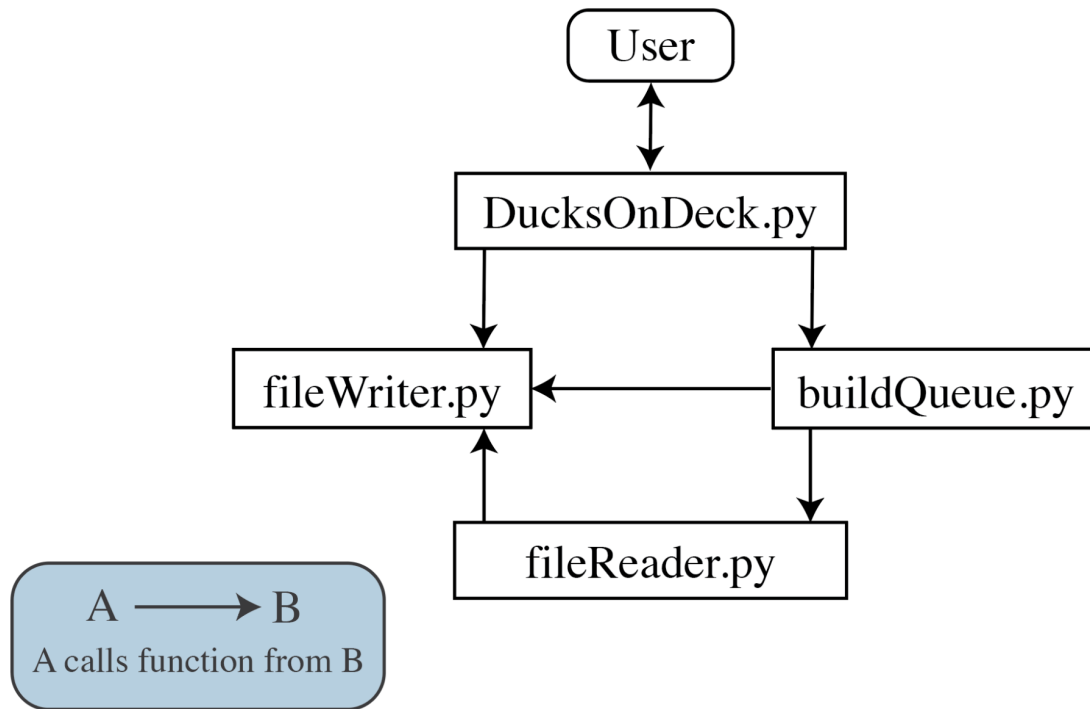 User
DucksOnDeck.py
fileWriter.py
buildQueue.py
fileReader.py
A B
A calls function from B